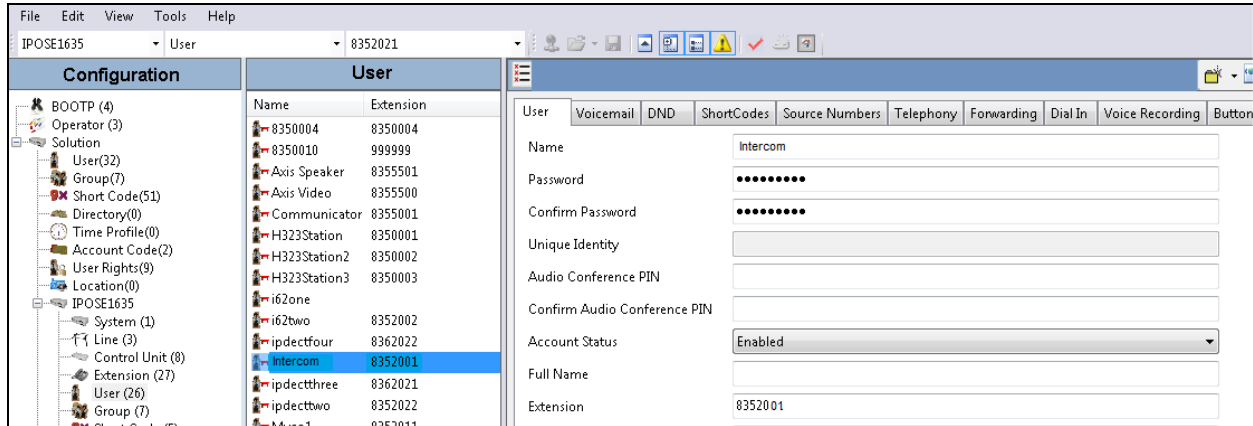 File Edit View Tools Help
IPOSE1635 User 8352021
Configuration
BOOTP (4)
Operator (3)
Solution
User(32)
Group(7)
Short Code(51)
Directory(0)
Time Profile(0)
Account Code(2)
User Rights(9)
Location(0)
IPOSE1635
System (1)
Line (3)
Control Unit (8)
Extension (27)
User (26)
Group (7)
User
Name Extension
8350004 8350004
8350010 999999
Axis Speaker 8355501
Axis Video 8355500
Communicator 8355001
H323Station 8350001
H323Station2 8350002
H323Station3 8350003
i62one
i62two 8352002
ipdectfour 8362022
Intercom 8352001
ipdectthree 8362021
ipdecttwo 8352022
User Voicemail DND ShortCodes Source Numbers Telephony Forwarding Dial In Voice Recording Button
Name Intercom
Password •••••••••
Confirm Password •••••••••
Unique Identity
Audio Conference PIN
Confirm Audio Conference PIN
Account Status Enabled
Full Name
Extension 8352001